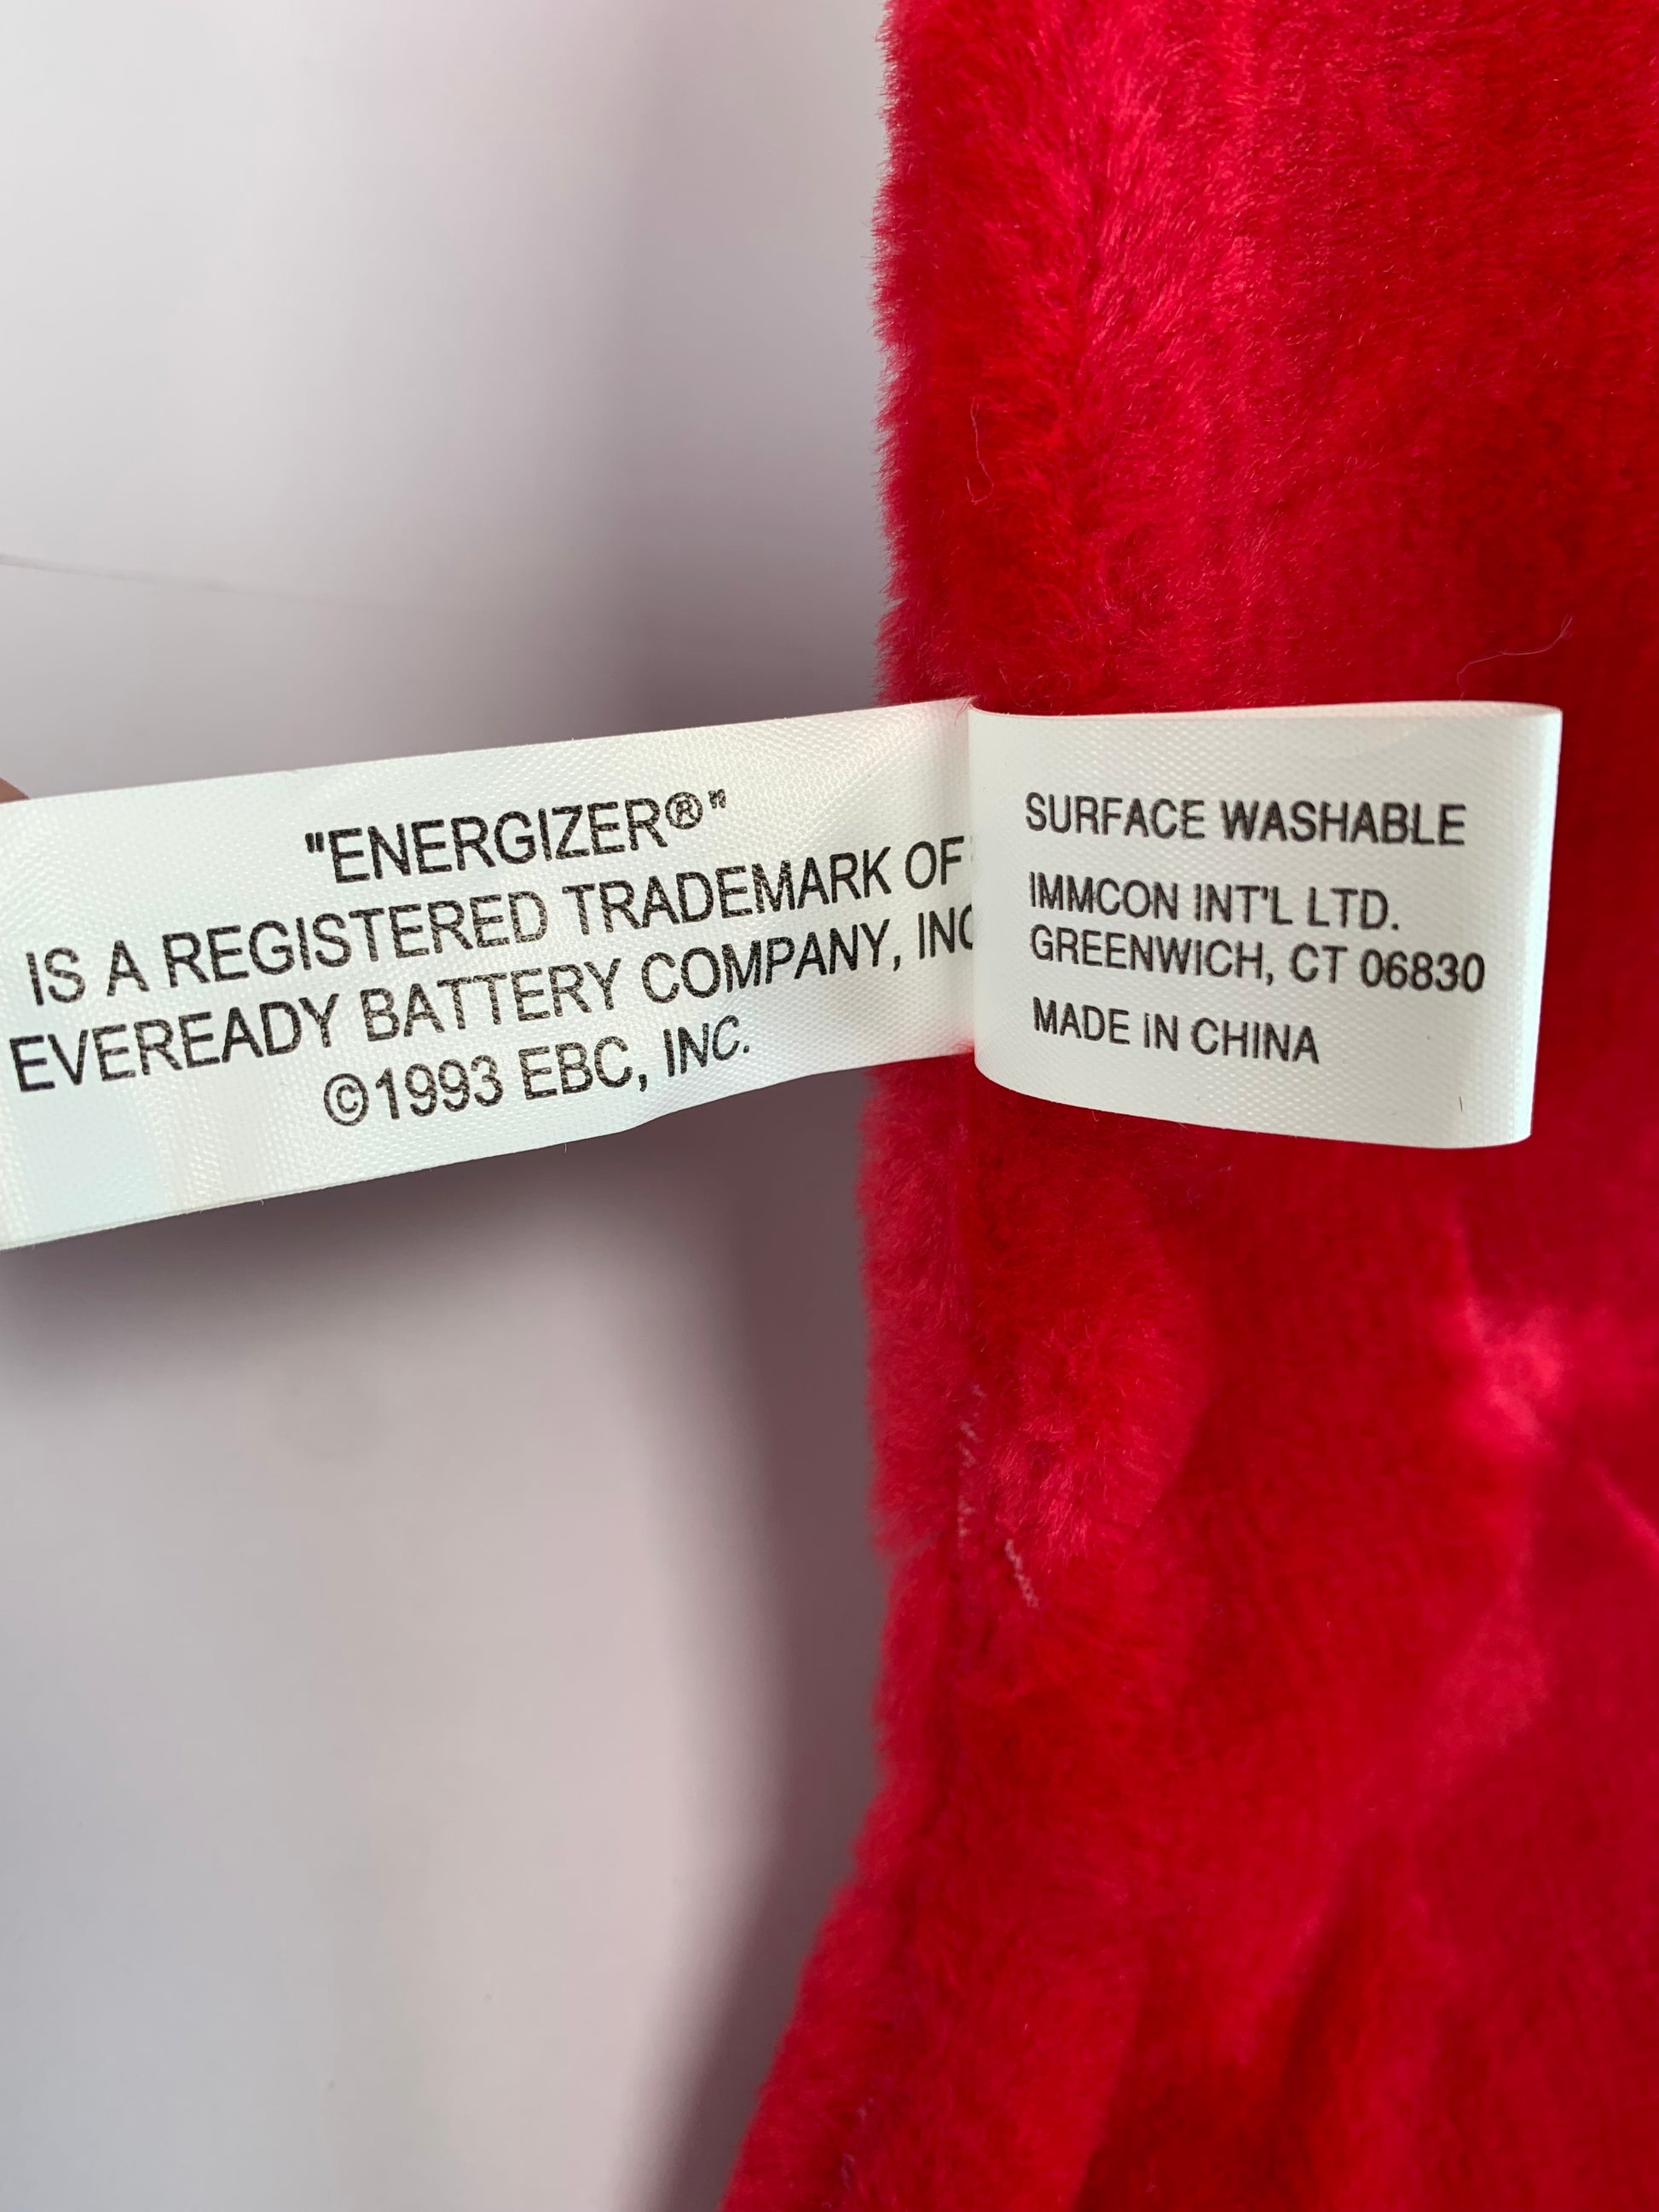 "ENERGIZER®"
IS A REGISTERED TRADEMARK OF
EVEREADY BATTERY COMPANY, INC
©1993 EBC, INC.
SURFACE WASHABLE
IMMCON INT'L LTD.
GREENWICH, CT 06830
MADE IN CHINA